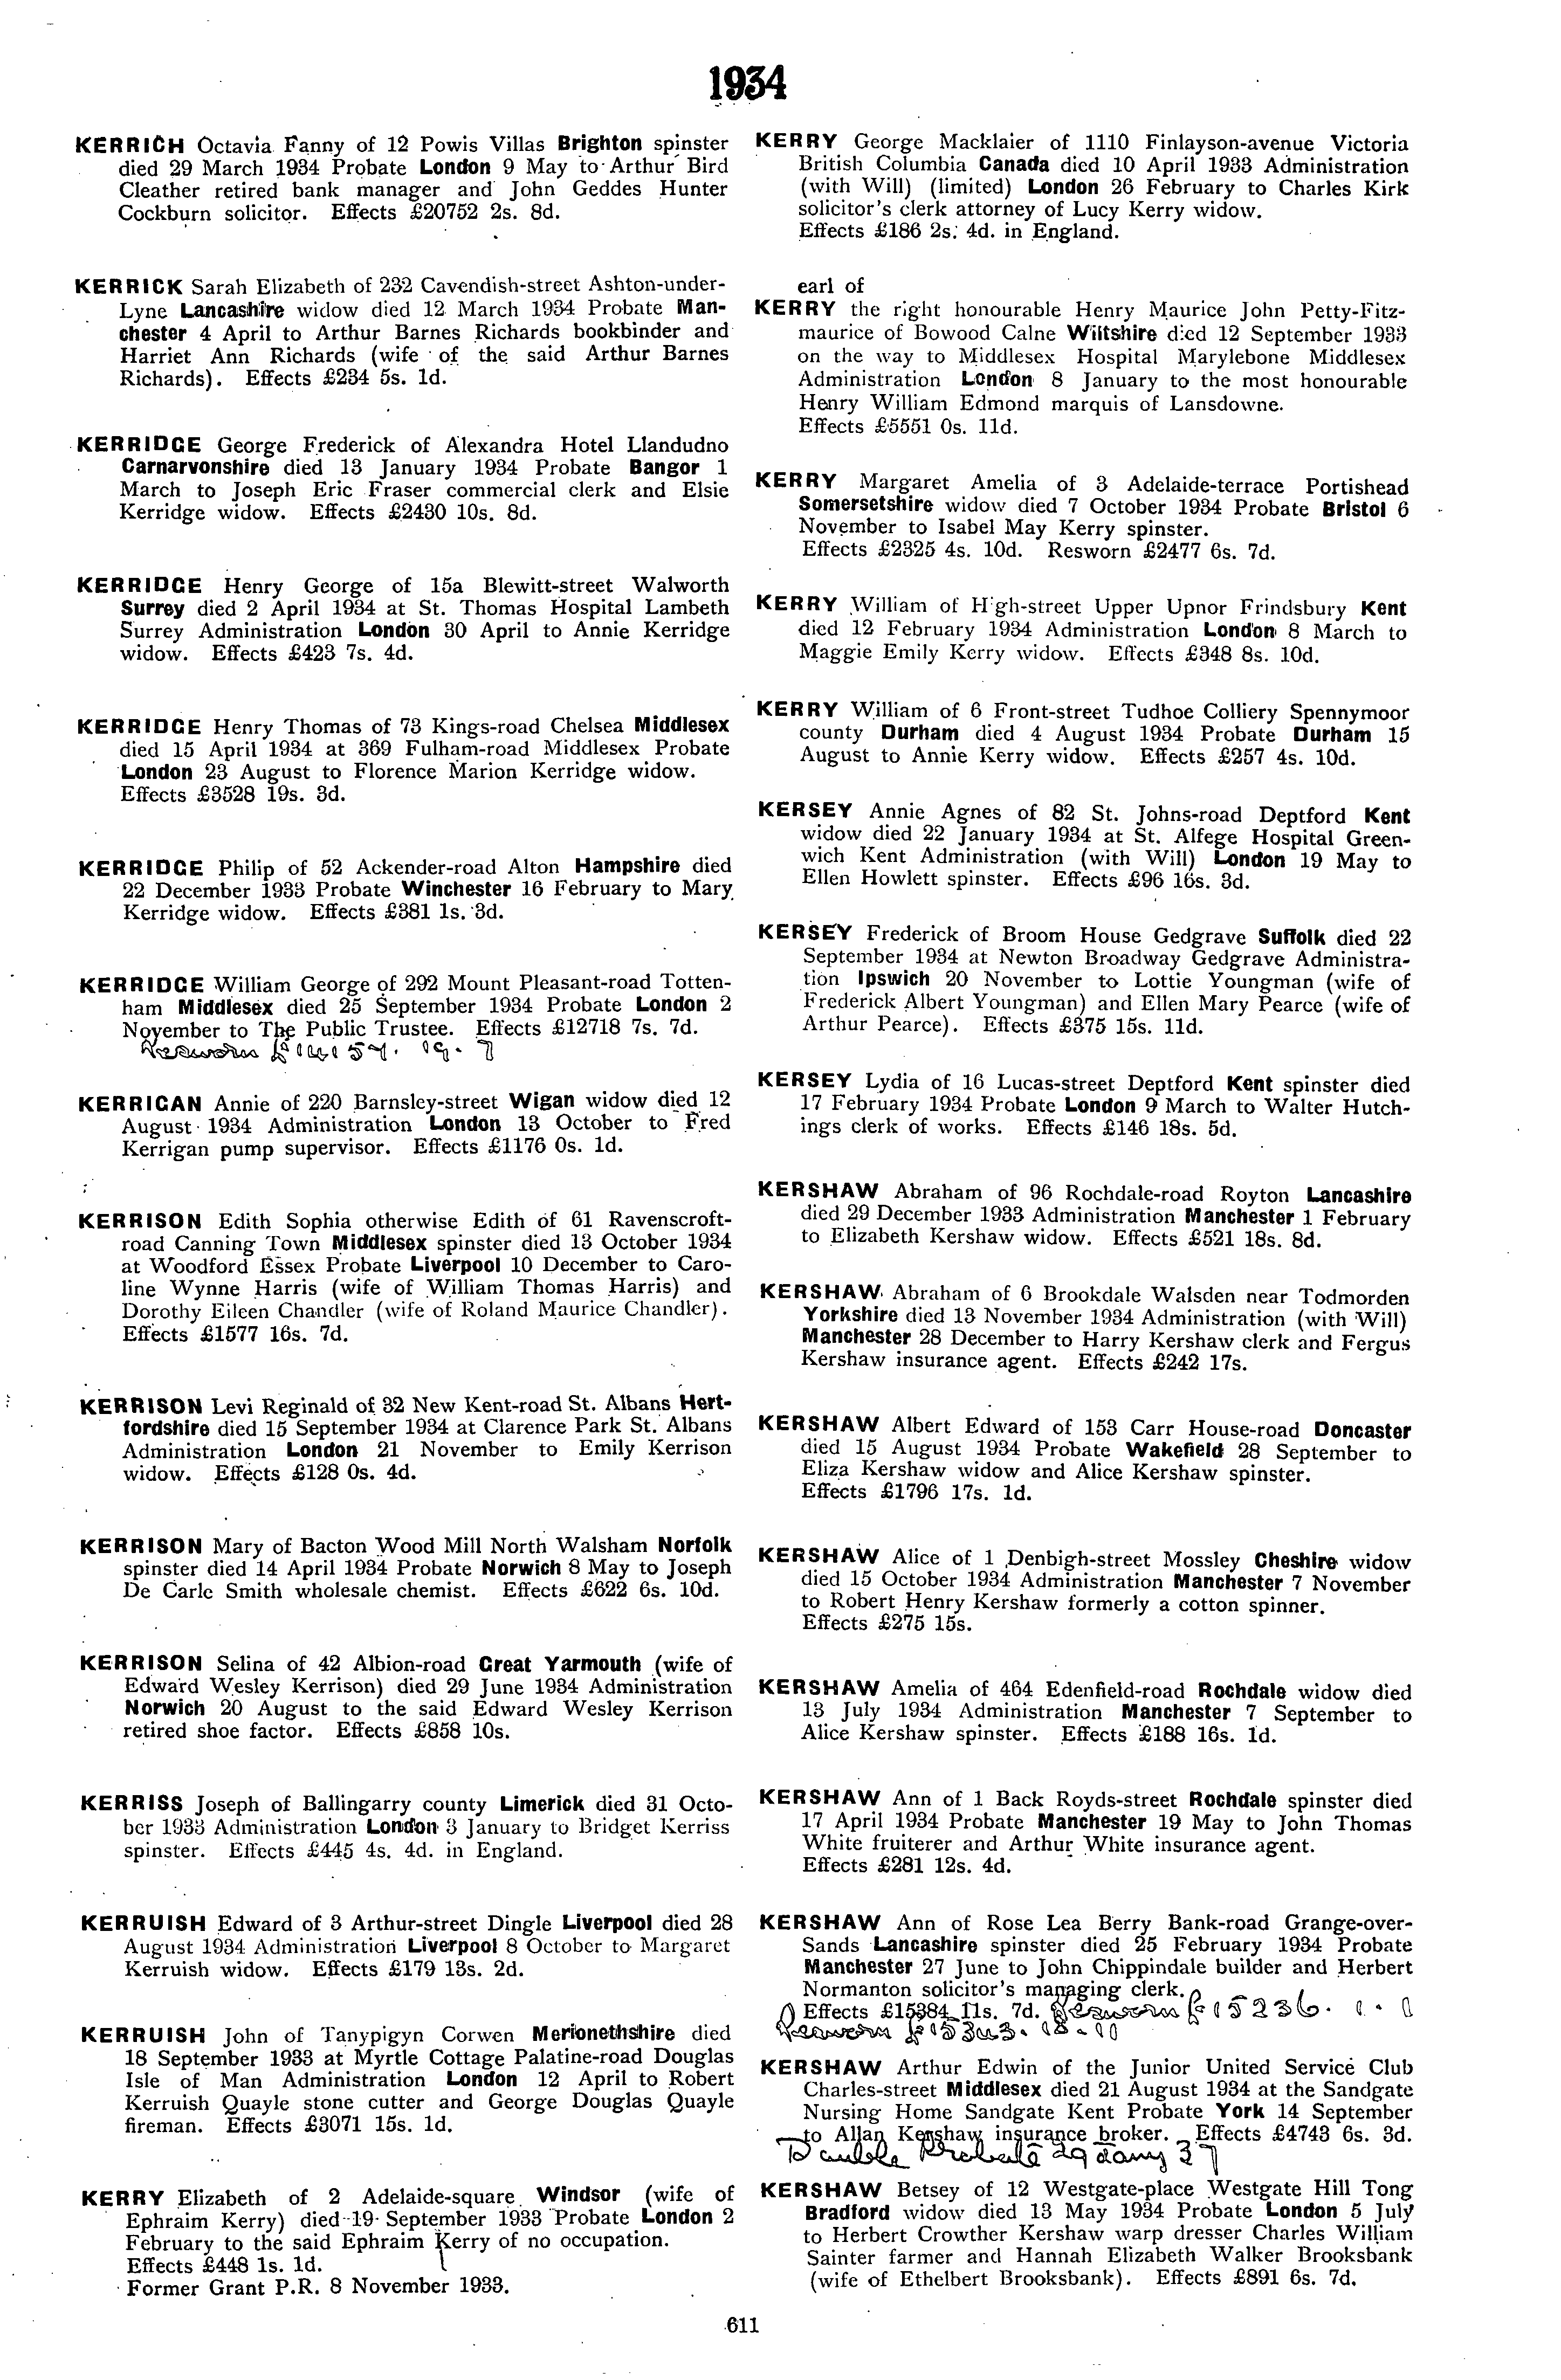 1934
KERRICH Octavia Fanny of 12 Powis Villas Brighton spinster
died 29 March 1934 Probate London 9 May to Arthur Bird
Cleather retired bank manager and John Geddes Hunter
Cockburn solicitor. Effects £20752 2s. 8d.
KERRICK Sarah Elizabeth of 232 Cavendish-street Ashton-under-
Lyne Lancashire widow died 12 March 1934 Probate Man-
chester 4 April to Arthur Barnes Richards bookbinder and
Harriet Ann Richards (wife of the said Arthur Barnes
Richards). Effects £234 5s. 1d.
KERRIDGE George Frederick of Alexandra Hotel Llandudno
Carnarvonshire died 13 January 1934 Probate Bangor 1
March to Joseph Eric Fraser commercial clerk and Elsie
Kerridge widow. Effects £2430 10s. 8d.
KERRIDGE Henry George of 15a Blewitt-street Walworth
Surrey died 2 April 1934 at St. Thomas Hospital Lambeth
Surrey Administration London 30 April to Annie Kerridge
widow. Effects £423 7s. 4d.
KERRIDGE Henry Thomas of 73 Kings-road Chelsea Middlesex
died 15 April 1934 at 369 Fulham-road Middlesex Probate
London 23 August to Florence Marion Kerridge widow.
Effects £3528 19s. 3d.
KERRIDGE Philip of 52 Ackender-road Alton Hampshire died
22 December 1933 Probate Winchester 16 February to Mary
Kerridge widow. Effects £381 1s. 3d.
KERRIDGE William George of 292 Mount Pleasant-road Totten-
ham Middlesex died 25 September 1934 Probate London 2
November to The Public Trustee. Effects £12718 7s. 7d.
Resworn
KERRIGAN Annie of 220 Barnsley-street Wigan widow died 12
August 1934 Administration London 13 October to Fred
Kerrigan pump supervisor. Effects £1176 0s. 1d.
KERRISON Edith Sophia otherwise Edith of 61 Ravenscroft-
road Canning Town Middlesex spinster died 13 October 1934
at Woodford Essex Probate Liverpool 10 December to Caro-
line Wynne Harris (wife of William Thomas Harris) and
Dorothy Eileen Chandler (wife of Roland Maurice Chandler).
Effects £1577 16s. 7d.
KERRISON Levi Reginald of 32 New Kent-road St. Albans Hert-
fordshire died 15 September 1934 at Clarence Park St. Albans
Administration London 21 November to Emily Kerrison
widow. Effects £128 0s. 4d.
KERRISON Mary of Bacton Wood Mill North Walsham Norfolk
spinster died 14 April 1934 Probate Norwich 8 May to Joseph
De Carle Smith wholesale chemist. Effects £622 6s. 10d.
KERRISON Selina of 42 Albion-road Great Yarmouth (wife of
Edward Wesley Kerrison) died 29 June 1934 Administration
Norwich 20 August to the said Edward Wesley Kerrison
retired shoe factor. Effects £858 10s.
KERRISS Joseph of Ballingarry county Limerick died 31 Octo-
ber 1933 Administration London 3 January to Bridget Kerriss
spinster. Effects £445 4s. 4d. in England.
KERRUISH Edward of 3 Arthur-street Dingle Liverpool died 28
August 1934 Administration Liverpool 8 October to Margaret
Kerruish widow. Effects £179 13s. 2d.
KERRUISH John of Tanypigyn Corwen Merionethshire died
18 September 1933 at Myrtle Cottage Palatine-road Douglas
Isle of Man Administration London 12 April to Robert
Kerruish Quayle stone cutter and George Douglas Quayle
fireman. Effects £3071 15s. 1d.
KERRY Elizabeth of 2 Adelaide-square Windsor (wife of
Ephraim Kerry) died 19 September 1933 Probate London 2
February to the said Ephraim Kerry of no occupation.
Effects £448 1s. 1d.
Former Grant P.R. 8 November 1933.
KERRY George Macklaier of 1110 Finlayson-avenue Victoria
British Columbia Canada died 10 April 1933 Administration
(with Will) (limited) London 26 February to Charles Kirk
solicitor's clerk attorney of Lucy Kerry widow.
Effects £186 2s. 4d. in England.
earl of
KERRY the right honourable Henry Maurice John Petty-Fitz-
maurice of Bowood Calne Wiltshire died 12 September 1933
on the way to Middlesex Hospital Marylebone Middlesex
Administration London 8 January to the most honourable
Henry William Edmond marquis of Lansdowne.
Effects £5551 0s. 11d.
KERRY Margaret Amelia of 3 Adelaide-terrace Portishead
Somersetshire widow died 7 October 1934 Probate Bristol 6
November to Isabel May Kerry spinster.
Effects £2325 4s. 10d. Resworn £2477 6s. 7d.
KERRY William of High-street Upper Upnor Frindsbury Kent
died 12 February 1934 Administration London 8 March to
Maggie Emily Kerry widow. Effects £348 8s. 10d.
KERRY William of 6 Front-street Tudhoe Colliery Spennymoor
county Durham died 4 August 1934 Probate Durham 15
August to Annie Kerry widow. Effects £257 4s. 10d.
KERSEY Annie Agnes of 82 St. Johns-road Deptford Kent
widow died 22 January 1934 at St. Alfege Hospital Green-
wich Kent Administration (with Will) London 19 May to
Ellen Howlett spinster. Effects £96 16s. 3d.
KERSEY Frederick of Broom House Gedgrave Suffolk died 22
September 1934 at Newton Broadway Gedgrave Administra-
tion Ipswich 20 November to Lottie Youngman (wife of
Frederick Albert Youngman) and Ellen Mary Pearce (wife of
Arthur Pearce). Effects £375 15s. 11d.
KERSEY Lydia of 16 Lucas-street Deptford Kent spinster died
17 February 1934 Probate London 9 March to Walter Hutch-
ings clerk of works. Effects £146 18s. 5d.
KERSHAW Abraham of 96 Rochdale-road Royton Lancashire
died 29 December 1933 Administration Manchester 1 February
to Elizabeth Kershaw widow. Effects £521 18s. 8d.
KERSHAW Abraham of 6 Brookdale Walsden near Todmorden
Yorkshire died 13 November 1934 Administration (with Will)
Manchester 28 December to Harry Kershaw clerk and Fergus
Kershaw insurance agent. Effects £242 17s.
KERSHAW Albert Edward of 153 Carr House-road Doncaster
died 15 August 1934 Probate Wakefield 28 September to
Eliza Kershaw widow and Alice Kershaw spinster.
Effects £1796 17s. 1d.
KERSHAW Alice of 1 Denbigh-street Mossley Cheshire widow
died 15 October 1934 Administration Manchester 7 November
to Robert Henry Kershaw formerly a cotton spinner.
Effects £275 15s.
KERSHAW Amelia of 464 Edenfield-road Rochdale widow died
13 July 1934 Administration Manchester 7 September to
Alice Kershaw spinster. Effects £188 16s. 1d.
KERSHAW Ann of 1 Back Royds-street Rochdale spinster died
17 April 1934 Probate Manchester 19 May to John Thomas
White fruiterer and Arthur White insurance agent.
Effects £281 12s. 4d.
KERSHAW Ann of Rose Lea Berry Bank-road Grange-over-
Sands Lancashire spinster died 25 February 1934 Probate
Manchester 27 June to John Chippindale builder and Herbert
Normanton solicitor's managing clerk.
Effects £15384 11s. 7d. Resworn £15236. 1. 1
Resworn £15343. 18. 10
KERSHAW Arthur Edwin of the Junior United Service Club
Charles-street Middlesex died 21 August 1934 at the Sandgate
Nursing Home Sandgate Kent Probate York 14 September
to Allan Kershaw insurance broker. Effects £4743 6s. 3d.
Double Probate 29 Jany 37
KERSHAW Betsey of 12 Westgate-place Westgate Hill Tong
Bradford widow died 13 May 1934 Probate London 5 July
to Herbert Crowther Kershaw warp dresser Charles William
Sainter farmer and Hannah Elizabeth Walker Brooksbank
(wife of Ethelbert Brooksbank). Effects £891 6s. 7d.
611